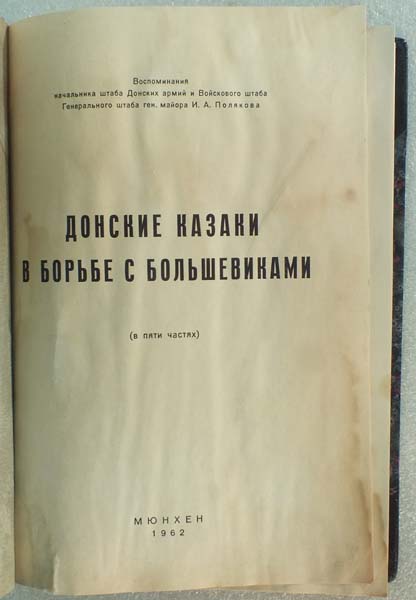 Воспоминания
начальника штаба Донских армий и Войскового штаба
Генерального штаба ген. майора И. А. Полякова
ДОНСКИЕ КАЗАКИ
В БОРЬБЕ С БОЛЬШЕВИКАМИ
(в пяти частях)
МЮНХЕН
1962